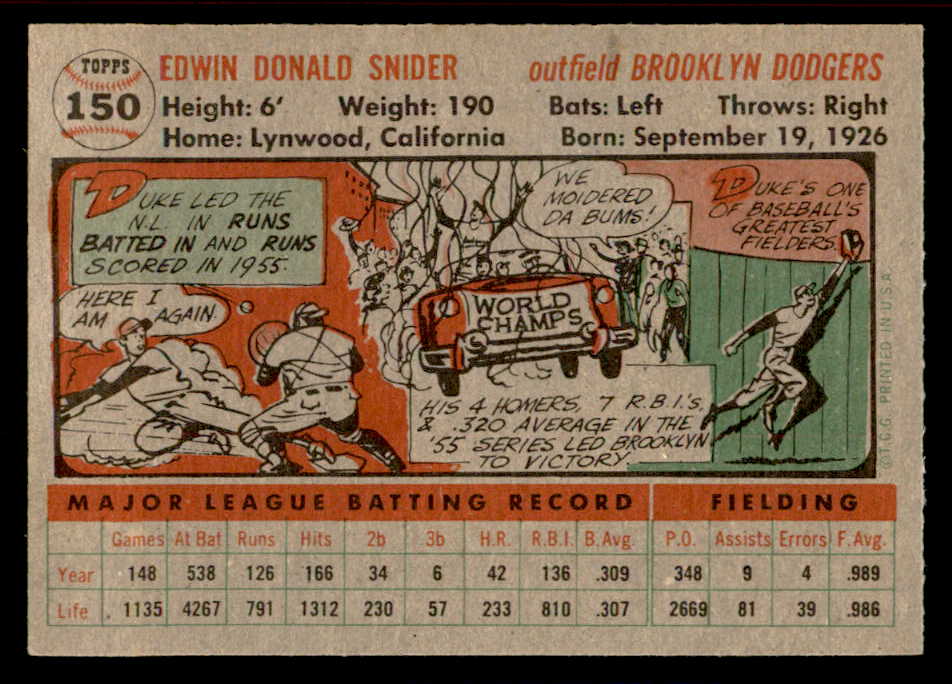 TOPPS
150
EDWIN DONALD SNIDER
outfield BROOKLYN DODGERS
Height: 6' Weight: 190 Bats: Left Throws: Right
Home: Lynwood, California Born: September 19, 1926
DUKE LED THE
N.L. IN RUNS
BATTED IN AND RUNS
SCORED IN 1955.
HERE I
AM AGAIN.
WE
MOIDERED
DA BUMS!
WORLD
CHAMPS
HIS 4 HOMERS, 7 R.B.I.'S,
& .320 AVERAGE IN THE
'55 SERIES LED BROOKLYN
TO VICTORY
DUKE'S ONE
OF BASEBALL'S
GREATEST
FIELDERS.
© T.C.G. PRINTED IN U.S.A.
MAJOR LEAGUE BATTING RECORD FIELDING
Games At Bat Runs Hits 2b 3b H.R. R.B.I. B.Avg. P.O. Assists Errors F.Avg.
Year 148 538 126 166 34 6 42 136 .309 348 9 4 .989
Life 1135 4267 791 1312 230 57 233 810 .307 2669 81 39 .986